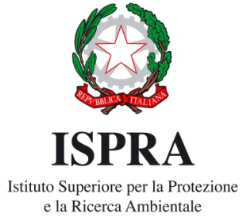 REPVBBLICA ITALIANA
ISPRA
Istituto Superiore per la Protezione
e la Ricerca Ambientale